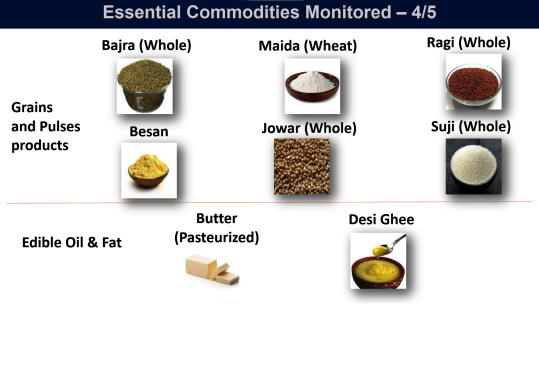 Essential Commodities Monitored – 4/5
Bajra (Whole)
Maida (Wheat)
Ragi (Whole)
Grains
and Pulses
products
Besan
Jowar (Whole)
Suji (Whole)
Edible Oil & Fat
Butter
(Pasteurized)
Desi Ghee